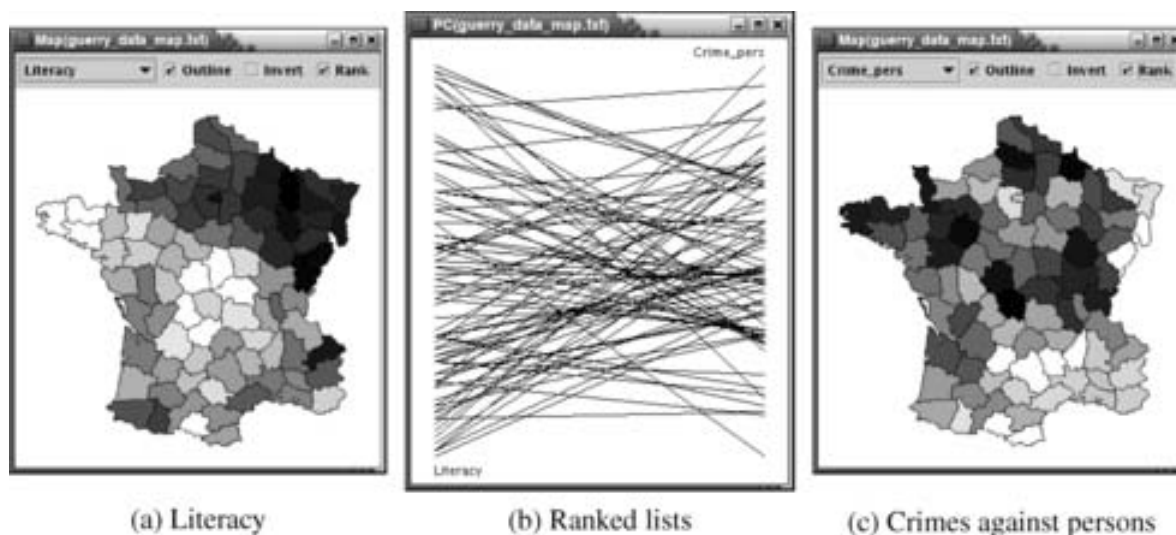 Map(guerry_data_map.txt)
Literacy Outline Invert Rank
PC(guerry_data_map.txt)
Crime_pers
Literacy
Map(guerry_data_map.txt)
Crime_pers Outline Invert Rank
(a) Literacy
(b) Ranked lists
(c) Crimes against persons